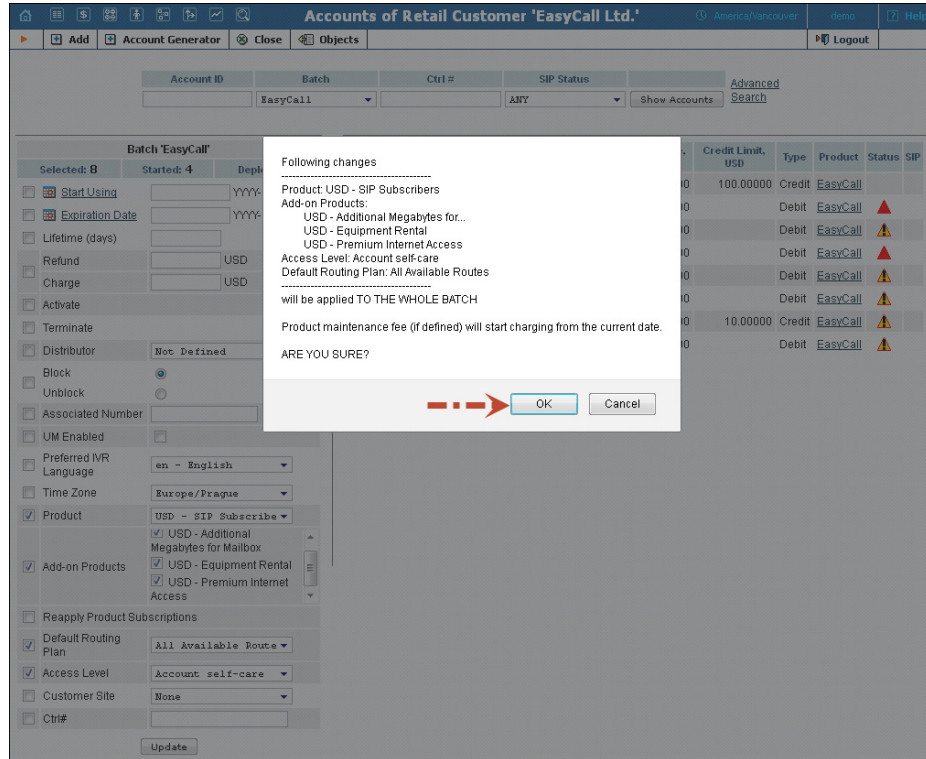 Accounts of Retail Customer 'EasyCall Ltd.'
America/Vancouver
demo
Help
Add
Account Generator
Close
Objects
Logout
Account ID
Batch
Ctrl #
SIP Status
EasyCall
ANY
Show Accounts
Advanced
Search
Batch 'EasyCall'
Selected: 8
Started: 4
Start Using
YYYY-
Expiration Date
YYYY-
Lifetime (days)
Refund
USD
Charge
USD
Activate
Terminate
Distributor
Not Defined
Block
Unblock
Associated Number
UM Enabled
Preferred IVR
Language
en - English
Time Zone
Europe/Prague
Product
USD - SIP Subscribe
Add-on Products
USD - Additional
Megabytes for Mailbox
USD - Equipment Rental
USD - Premium Internet
Access
Reapply Product Subscriptions
Default Routing
Plan
All Available Route
Access Level
Account self-care
Customer Site
None
Ctrl#
Update
Following changes
-----------------------------------------
Product: USD - SIP Subscribers
Add-on Products:
USD - Additional Megabytes for...
USD - Equipment Rental
USD - Premium Internet Access
Access Level: Account self-care
Default Routing Plan: All Available Routes
-----------------------------------------
will be applied TO THE WHOLE BATCH
Product maintenance fee (if defined) will start charging from the current date.
ARE YOU SURE?
OK
Cancel
Credit Limit,
USD
Type
Product
Status
SIP
100.00000 Credit EasyCall
Debit EasyCall
Debit EasyCall
Debit EasyCall
Debit EasyCall
Debit EasyCall
10.00000 Credit EasyCall
Debit EasyCall